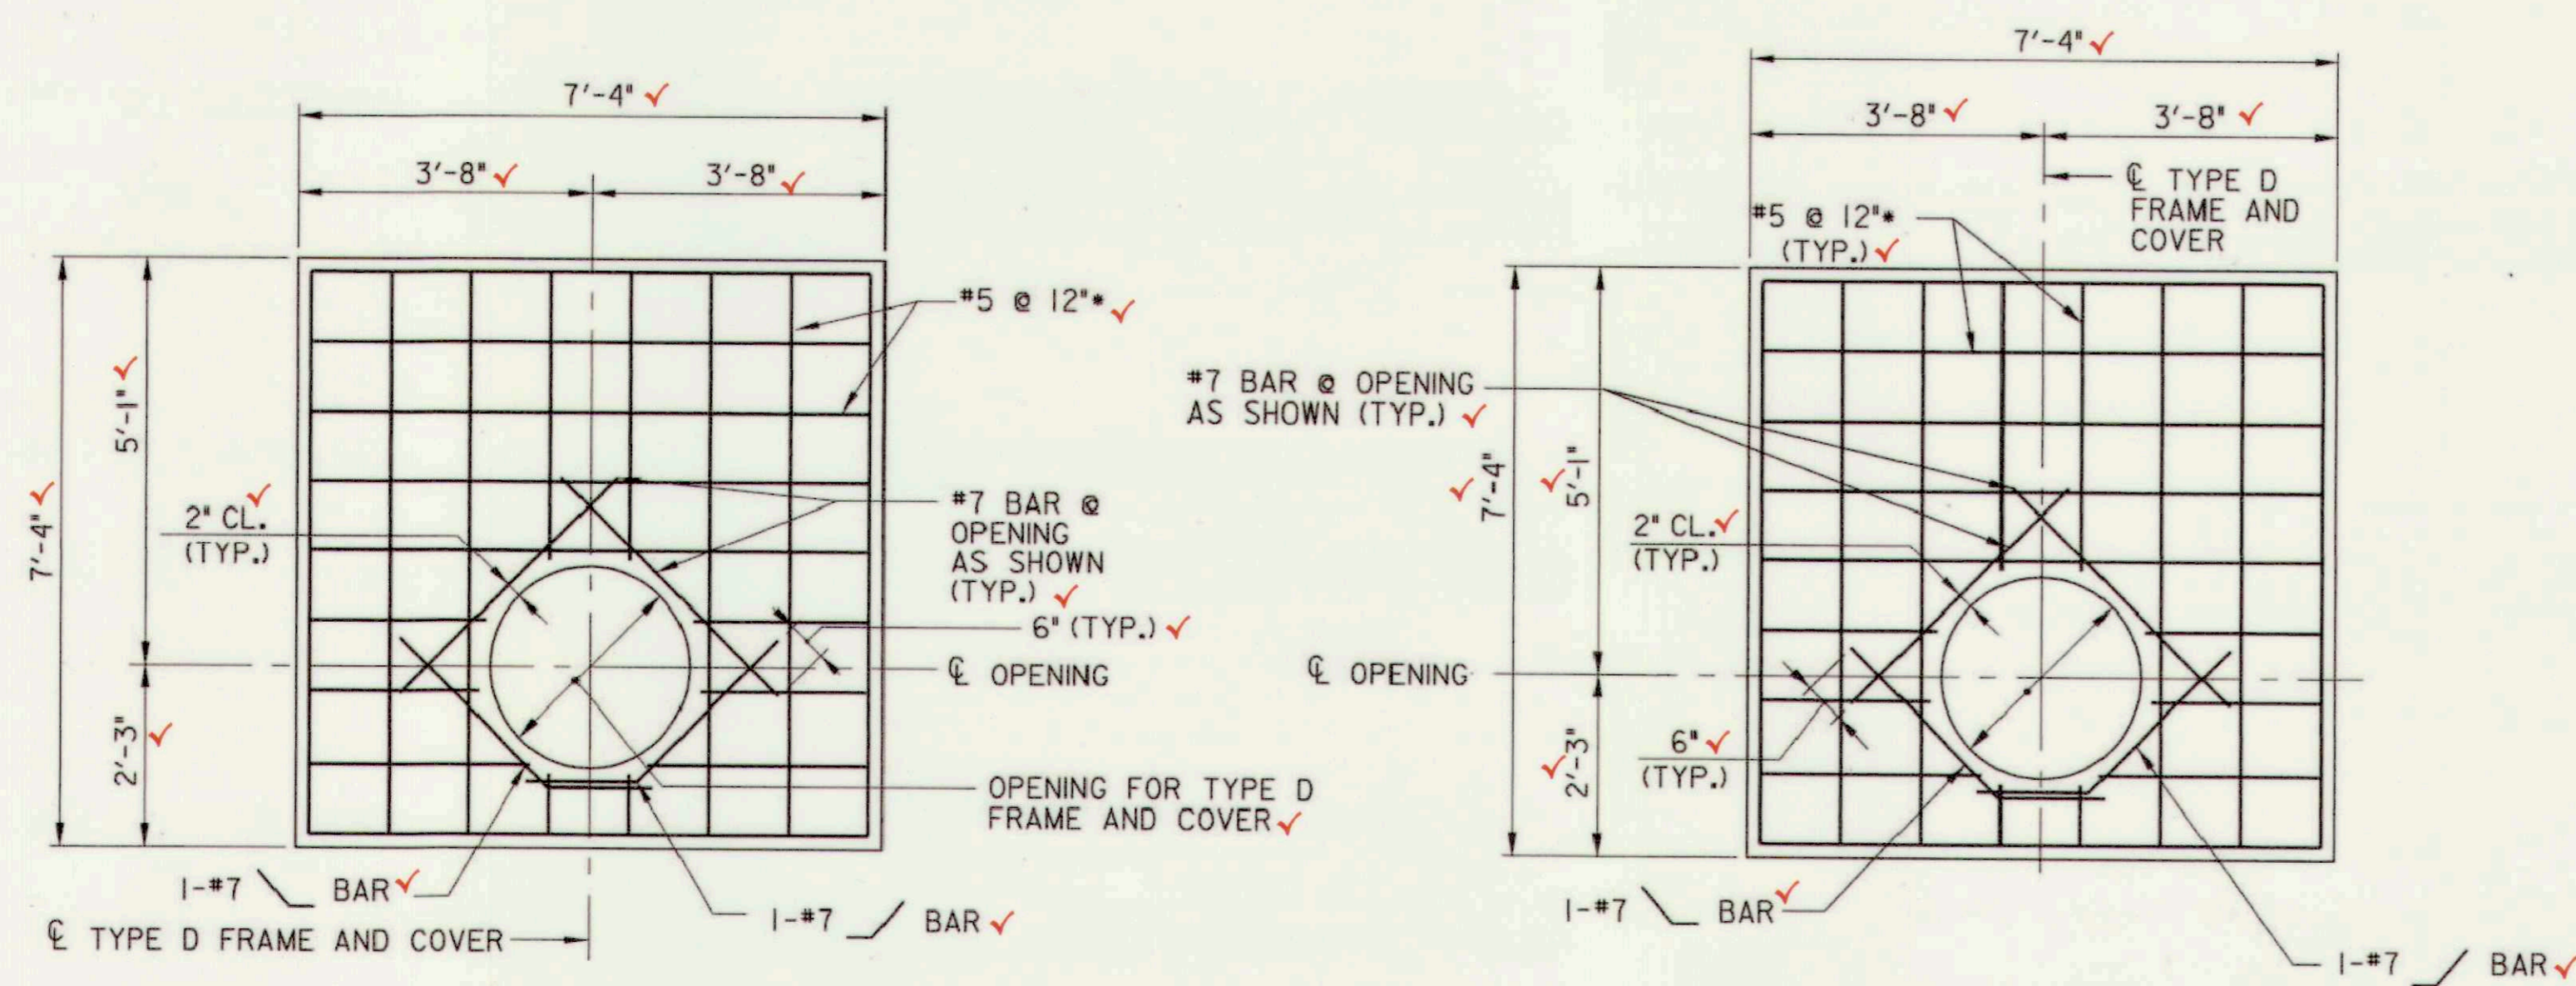 7'-4"
3'-8"
3'-8"
#5 @ 12"*
5'-1"
7'-4"
2" CL.
(TYP.)
#7 BAR @
OPENING
AS SHOWN
(TYP.)
6" (TYP.)
℄ OPENING
2'-3"
OPENING FOR TYPE D
FRAME AND COVER
1-#7 BAR
1-#7 BAR
℄ TYPE D FRAME AND COVER
7'-4"
3'-8"
3'-8"
℄ TYPE D
FRAME AND
COVER
#5 @ 12"*
(TYP.)
#7 BAR @ OPENING
AS SHOWN (TYP.)
7'-4"
5'-1"
2" CL.
(TYP.)
℄ OPENING
6"
(TYP.)
2'-3"
1-#7 BAR
1-#7 BAR